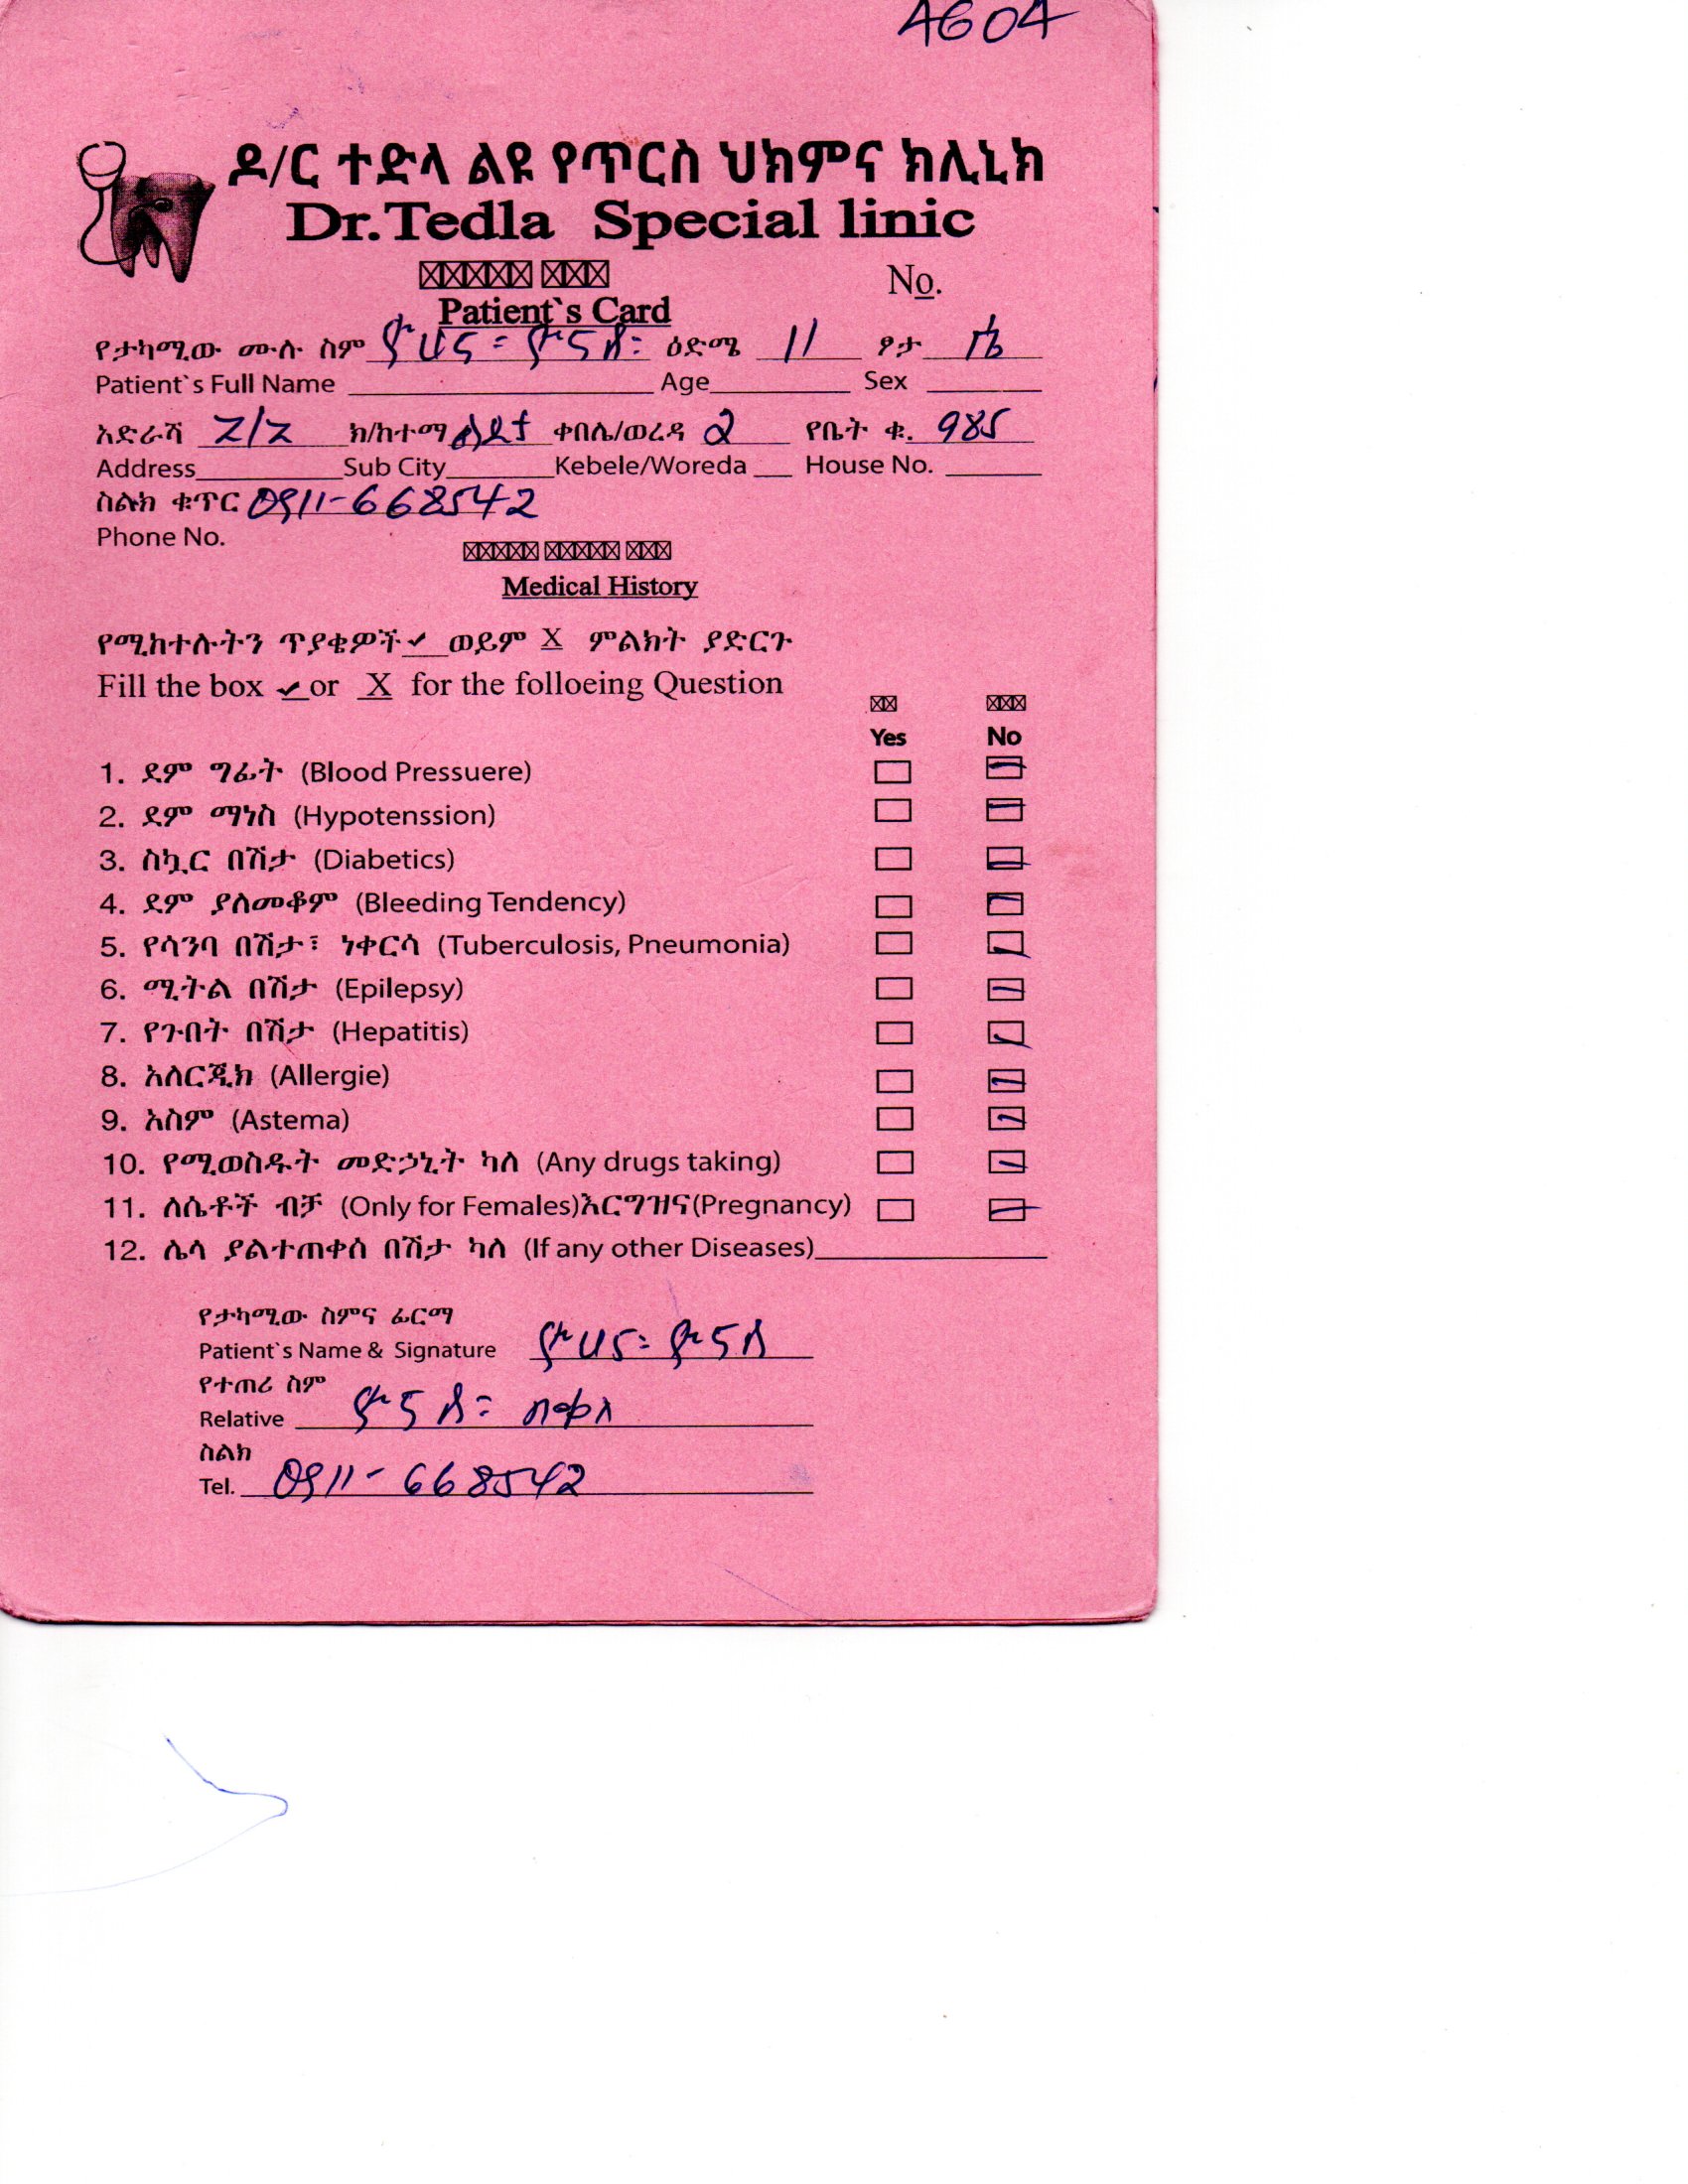 4604
ዶ/ር ተድላ ልዩ የጥርስ ህክምና ክሊኒክ
Dr.Tedla Special linic
No.
Patient`s Card
የታካሚው ሙሉ ስም ዮሀና፡ ዮናስ፡ ዕድሜ 11 ፆታ ሴ
Patient`s Full Name Age Sex
አድራሻ ክ/ከተማ ልደታ ቀበሌ/ወረዳ 2 የቤት ቁ. 985
Address Sub City Kebele/Woreda House No.
ስልክ ቁጥር 0911-668542
Phone No.
Medical History
የሚከተሉትን ጥያቄዎች ✓ ወይም X ምልክት ያድርጉ
Fill the box ✓ or X for the folloeing Question
Yes No
1. ደም ግፊት (Blood Pressuere)
2. ደም ማነስ (Hypotenssion)
3. ስኳር በሽታ (Diabetics)
4. ደም ያለመቆም (Bleeding Tendency)
5. የሳንባ በሽታ፣ ነቀርሳ (Tuberculosis, Pneumonia)
6. ሚትል በሽታ (Epilepsy)
7. የጉበት በሽታ (Hepatitis)
8. አለርጂክ (Allergie)
9. አስም (Astema)
10. የሚወስዱት መድኃኒት ካለ (Any drugs taking)
11. ለሴቶች ብቻ (Only for Females)እርግዝና(Pregnancy)
12. ሌላ ያልተጠቀሰ በሽታ ካለ (If any other Diseases)
የታካሚው ስምና ፊርማ
Patient`s Name & Signature ዮሀና፡ ዮናስ
የተጠሪ ስም
Relative ዮናስ፡
ስልክ
Tel. 0911-668542